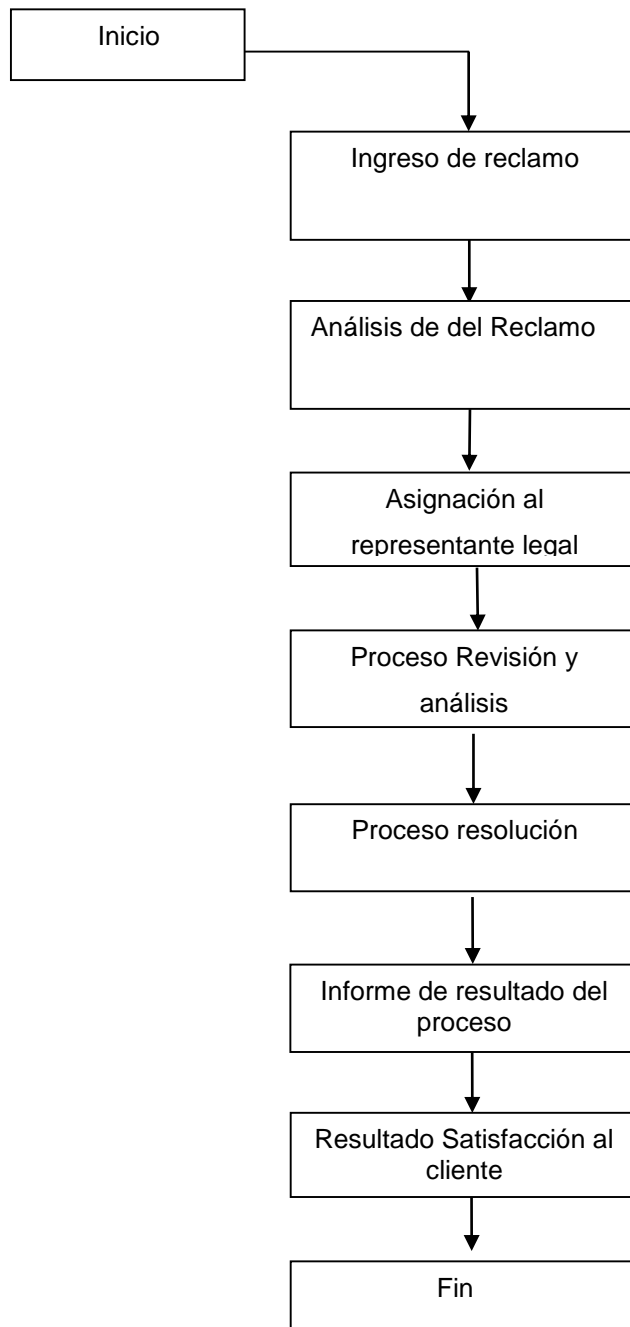 Inicio
Ingreso de reclamo
Análisis de del Reclamo
Asignación al
representante legal
Proceso Revisión y
análisis
Proceso resolución
Informe de resultado del
proceso
Resultado Satisfacción al
cliente
Fin